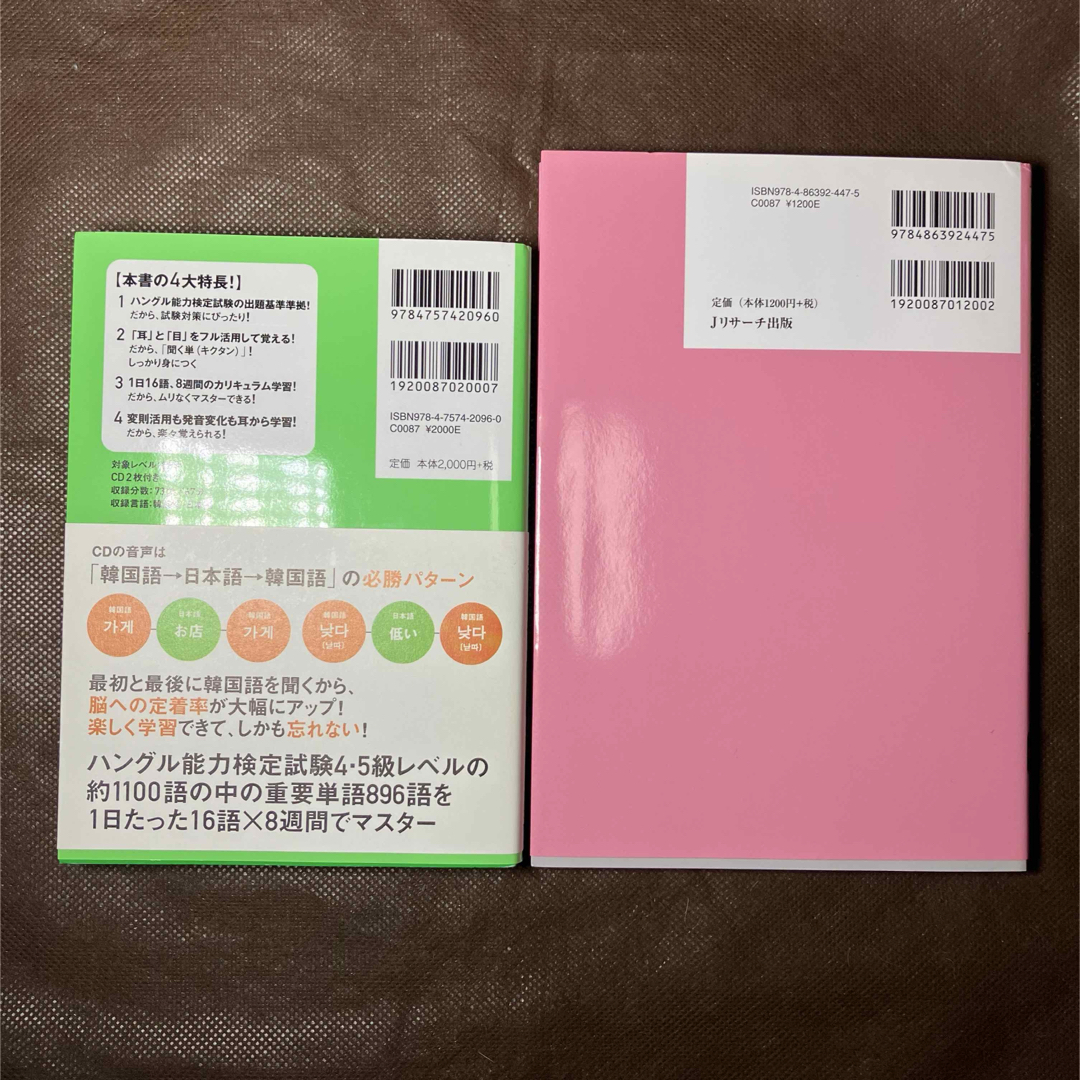 【本書の4大特長!】
1 ハングル能力検定試験の出題基準準拠!
だから、試験対策にぴったり!
2 「耳」と「目」をフル活用して覚える!
だから、「聞く単(キクタン)」!
しっかり身につく
3 1日16語、8週間のカリキュラム学習!
だから、ムリなくマスターできる!
4 変則活用も発音変化も耳から学習!
だから、楽々覚えられる!
対象レベル
CD2枚付き
収録分数:
収録言語:韓
9784757420960
1920087020007
ISBN978-4-7574-2096-0
C0087 ¥2000E
定価 本体2,000円+税
CDの音声は
「韓国語→日本語→韓国語」の必勝パターン
韓国語 日本語 韓国語 韓国語 日本語 韓国語
가게 お店 가게 낮다 低い 낮다
[낟따] [낟따]
最初と最後に韓国語を聞くから、
脳への定着率が大幅にアップ!
楽しく学習できて、しかも忘れない!
ハングル能力検定試験4・5級レベルの
約1100語の中の重要単語896語を
1日たった16語×8週間でマスター
ISBN978-4-86392-447-5
C0087 ¥1200E
9784863924475
1920087012002
定価(本体1200円+税)
Jリサーチ出版